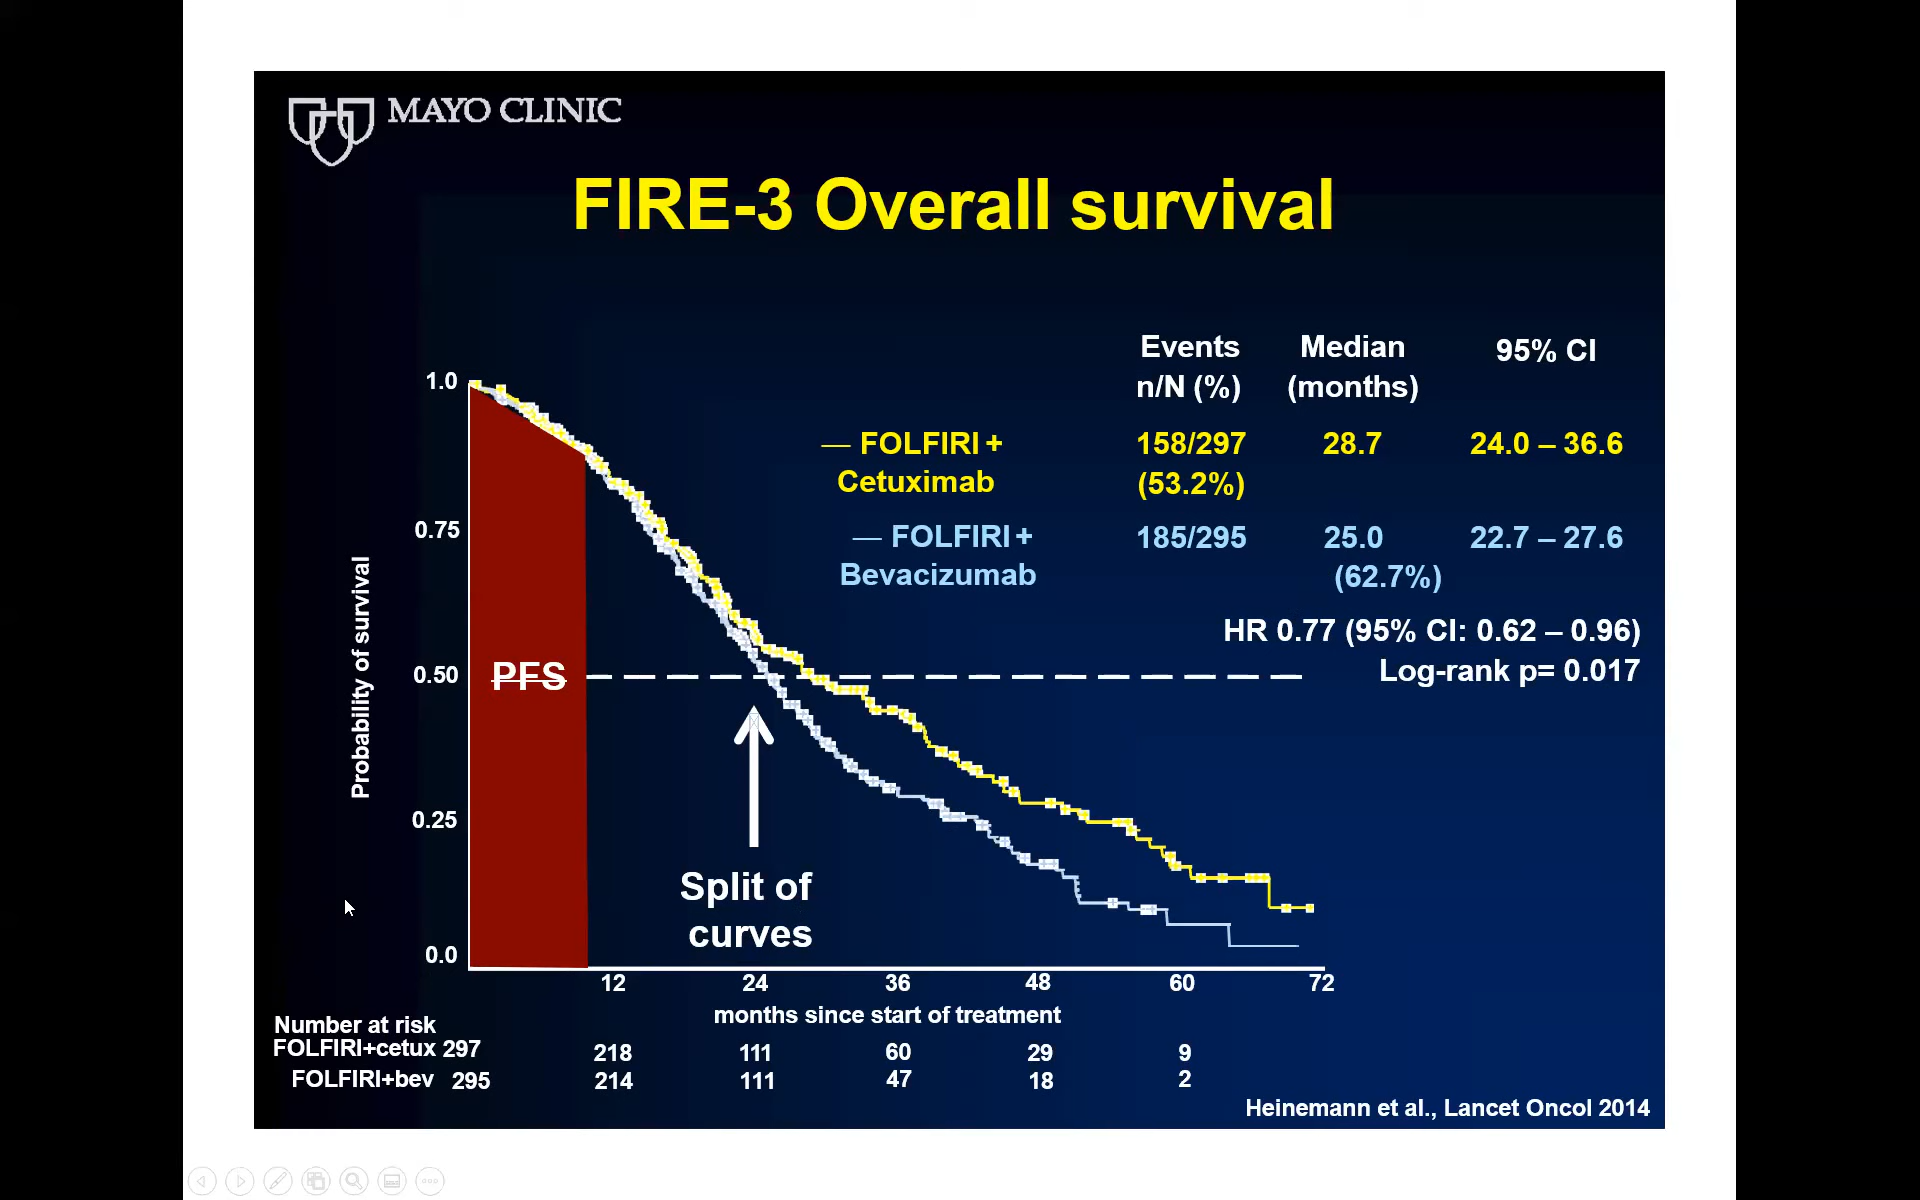 MAYO CLINIC
FIRE-3 Overall survival
Events Median 95% CI
n/N (%) (months)
— FOLFIRI + 158/297 28.7 24.0 – 36.6
Cetuximab (53.2%)
— FOLFIRI + 185/295 25.0 22.7 – 27.6
Bevacizumab (62.7%)
HR 0.77 (95% CI: 0.62 – 0.96)
Log-rank p= 0.017
Probability of survival
1.0
0.75
0.50
0.25
0.0
PFS
Split of
curves
12 24 36 48 60 72
months since start of treatment
Number at risk
FOLFIRI+cetux 297 218 111 60 29 9
FOLFIRI+bev 295 214 111 47 18 2
Heinemann et al., Lancet Oncol 2014